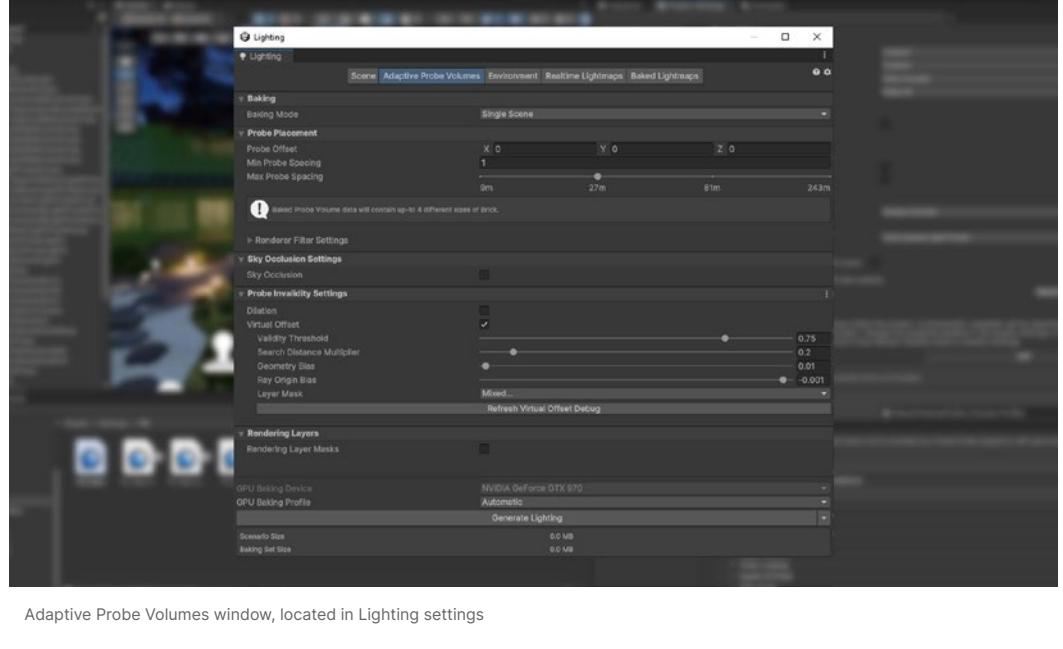 Lighting
Lighting
Scene Adaptive Probe Volumes Environment Realtime Lightmaps Baked Lightmaps
Baking
Baking Mode Single Scene
Probe Placement
Probe Offset X 0 Y 0 Z 0
Min Probe Spacing 1
Max Probe Spacing
9m 27m 81m 243m
Baked Probe Volume data will contain up-to 4 different sizes of Brick.
Renderer Filter Settings
Sky Occlusion Settings
Sky Occlusion
Probe Invalidity Settings
Dilation
Virtual Offset
Validity Threshold 0.75
Search Distance Multiplier 0.2
Geometry Bias 0.01
Ray Origin Bias -0.001
Layer Mask Mixed...
Refresh Virtual Offset Debug
Rendering Layers
Rendering Layer Masks
GPU Baking Device NVIDIA GeForce GTX 970
GPU Baking Profile Automatic
Generate Lighting
Scenario Size 0.0 MB
Baking Set Size 0.0 MB
Adaptive Probe Volumes window, located in Lighting settings